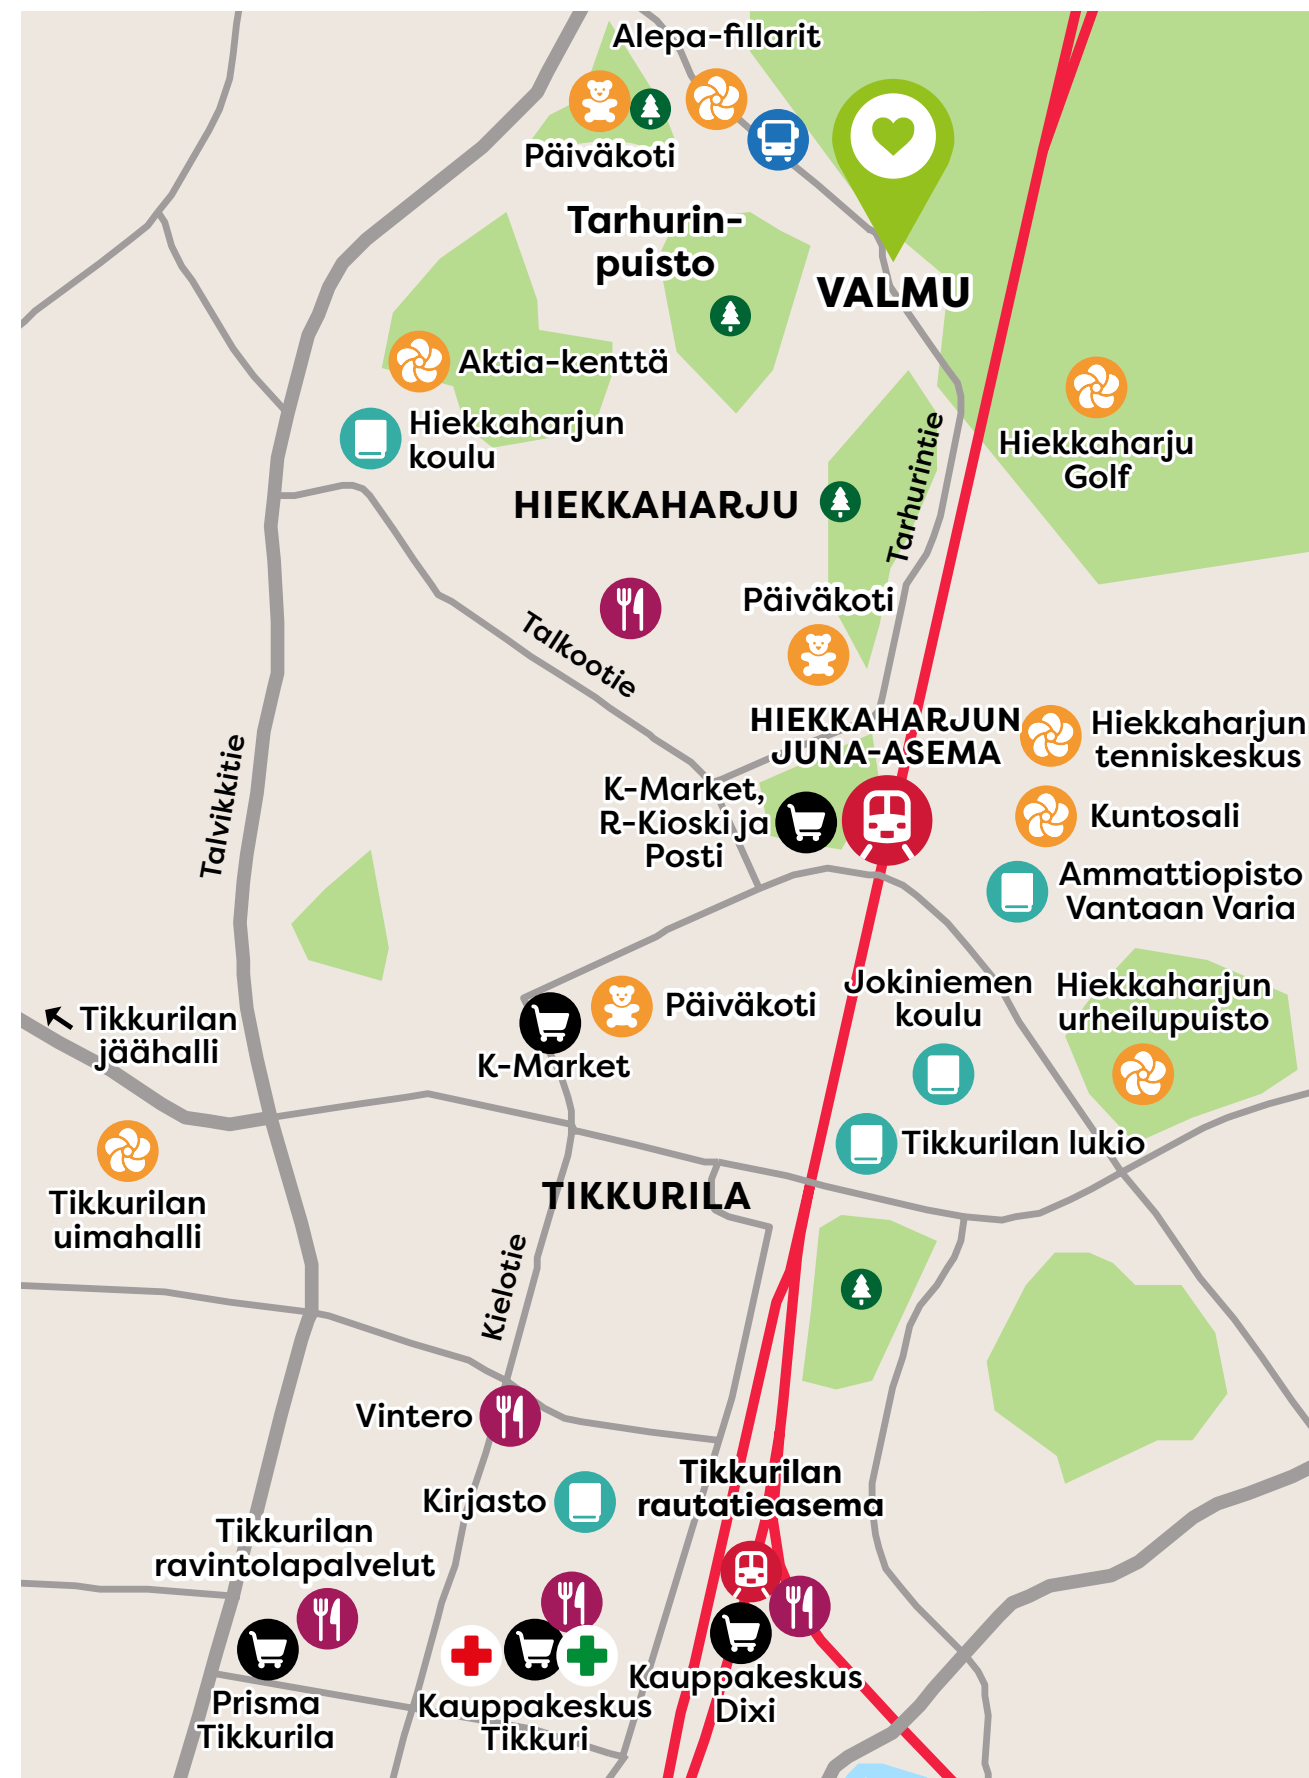 Alepa-fillarit
Päiväkoti
Tarhurin-
puisto
VALMU
Aktia-kenttä
Hiekkaharjun
koulu
Hiekkaharju
Golf
HIEKKAHARJU
Tarhurintie
Päiväkoti
Talkootie
HIEKKAHARJUN
JUNA-ASEMA
Hiekkaharjun
tenniskeskus
K-Market,
R-Kioski ja
Posti
Kuntosali
Talvikkitie
Ammattiopisto
Vantaan Varia
Jokiniemen
koulu
Hiekkaharjun
urheilupuisto
Päiväkoti
Tikkurilan
jäähalli
K-Market
Tikkurilan lukio
TIKKURILA
Tikkurilan
uimahalli
Kielotie
Vintero
Tikkurilan
rautatieasema
Kirjasto
Tikkurilan
ravintolapalvelut
Kauppakeskus
Dixi
Prisma
Tikkurila
Kauppakeskus
Tikkuri